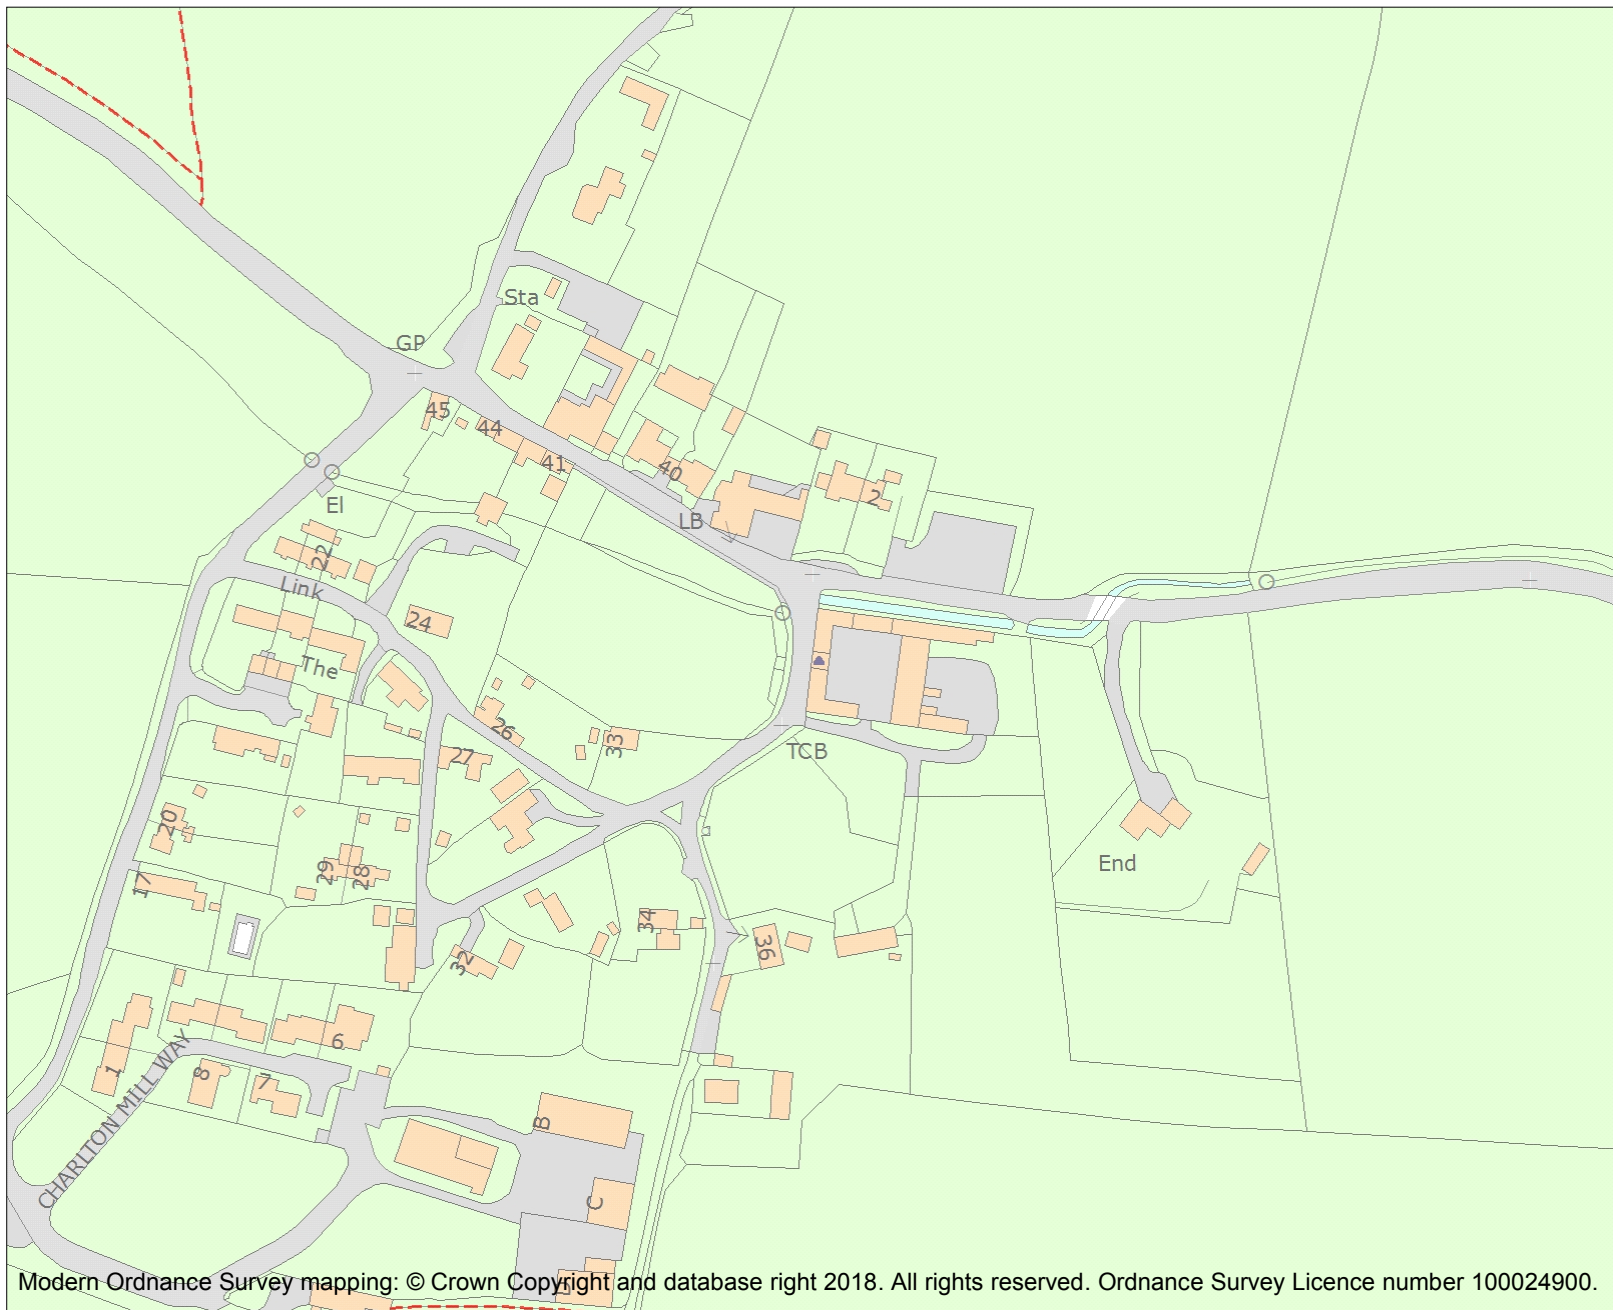 Sta
GP
45
44
41
40
2
LB
El
22
Link
24
The
26
33
27
TCB
20
29
28
17
End
34
36
32
6
1
8
7
CHARLTON MILL WAY
B
C
Modern Ordnance Survey mapping: © Crown Copyright and database right 2018. All rights reserved. Ordnance Survey Licence number 100024900.